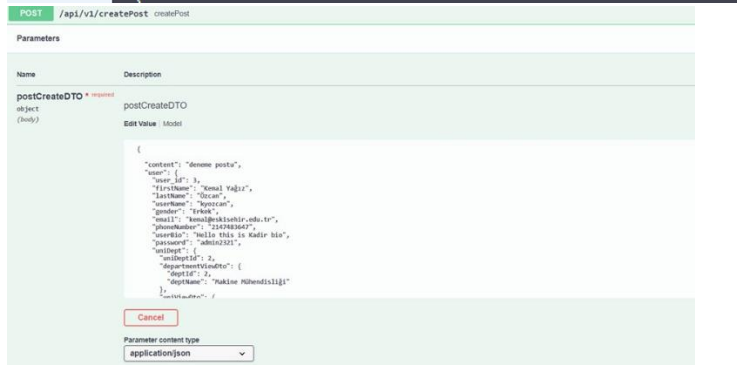 POST /api/v1/createPost createPost
Parameters
Name Description
postCreateDTO * required
object
(body)
postCreateDTO
Edit Value | Model
{
"content": "deneme postu",
"user": {
"user_id": 3,
"firstName": "Kemal Yağız",
"lastName": "Özcan",
"userName": "kyozcan",
"gender": "Erkek",
"email": "kemal@eskisehir.edu.tr",
"phoneNumber": "2147483647",
"userBio": "Hello this is Kadir bio",
"password": "admin2321",
"uniDept": {
"uniDeptId": 2,
"departmentViewDto": {
"deptId": 2,
"deptName": "Makine Mühendisliği"
},
"uniViewDto": {
Cancel
Parameter content type
application/json